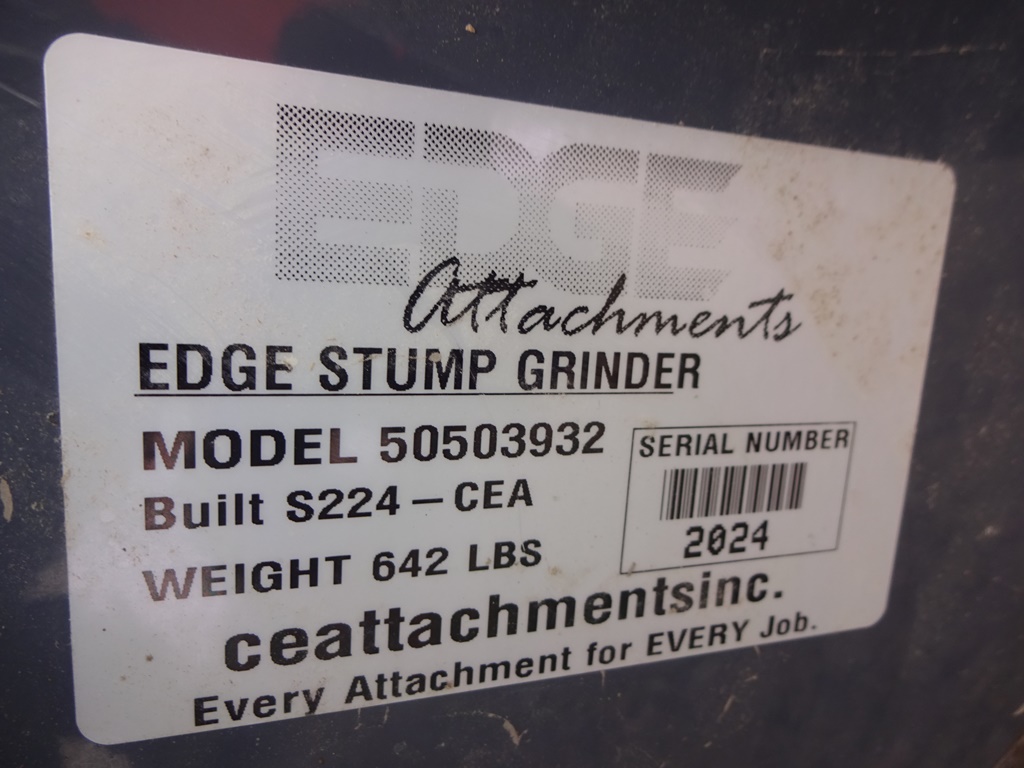 EDGE
Attachments
EDGE STUMP GRINDER
MODEL 50503932
Built S224 – CEA
WEIGHT 642 LBS
SERIAL NUMBER
2024
ceattachmentsinc.
Every Attachment for EVERY Job.